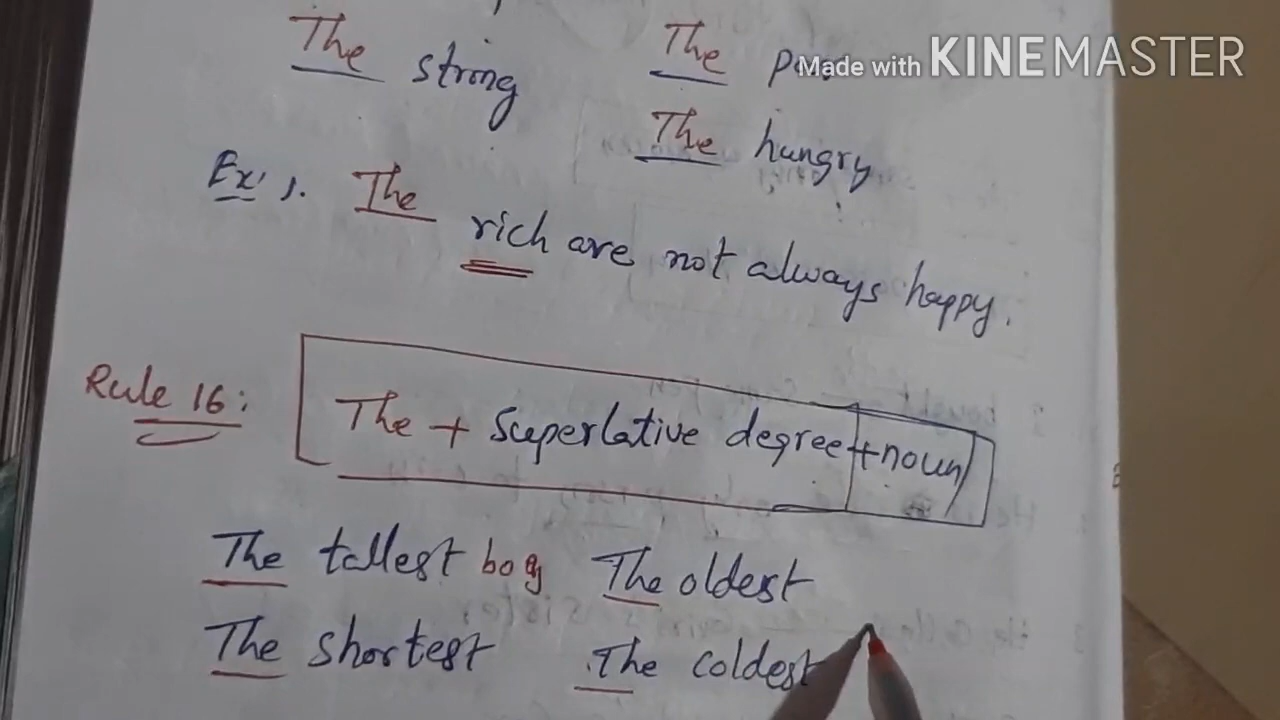 The strong The
Made with KINEMASTER
The hungry
Ex: 1. The rich are not always happy.
Rule 16: The + Superlative degree +noun
The tallest boy The oldest
The shortest The coldest